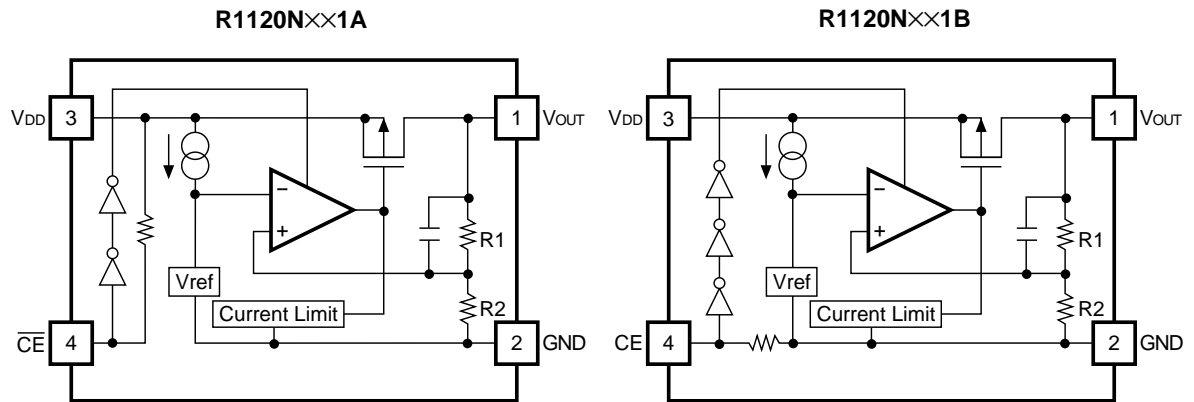 R1120N××1A
VDD 3
1 VOUT
−
+
R1
Vref
R2
Current Limit
C̅E̅ 4
2 GND
R1120N××1B
VDD 3
1 VOUT
−
+
R1
Vref
R2
Current Limit
CE 4
2 GND